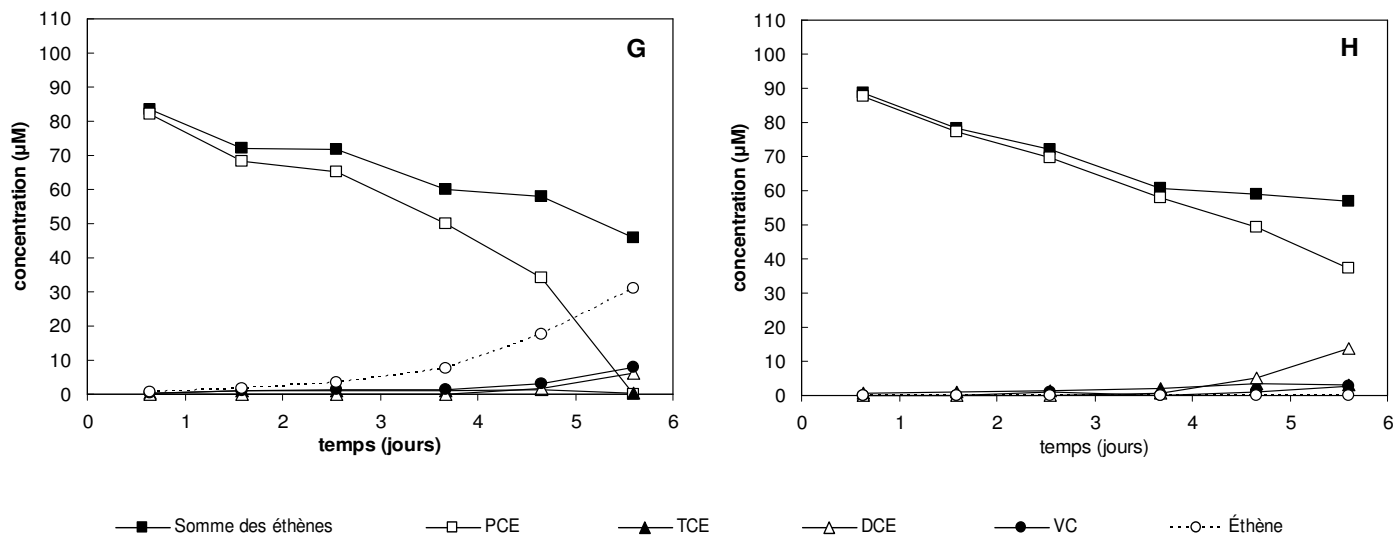 G
concentration (µM)
110
100
90
80
70
60
50
40
30
20
10
0
0 1 2 3 4 5 6
temps (jours)
H
concentration (µM)
110
100
90
80
70
60
50
40
30
20
10
0
0 1 2 3 4 5 6
temps (jours)
Somme des éthènes PCE TCE DCE VC Éthène